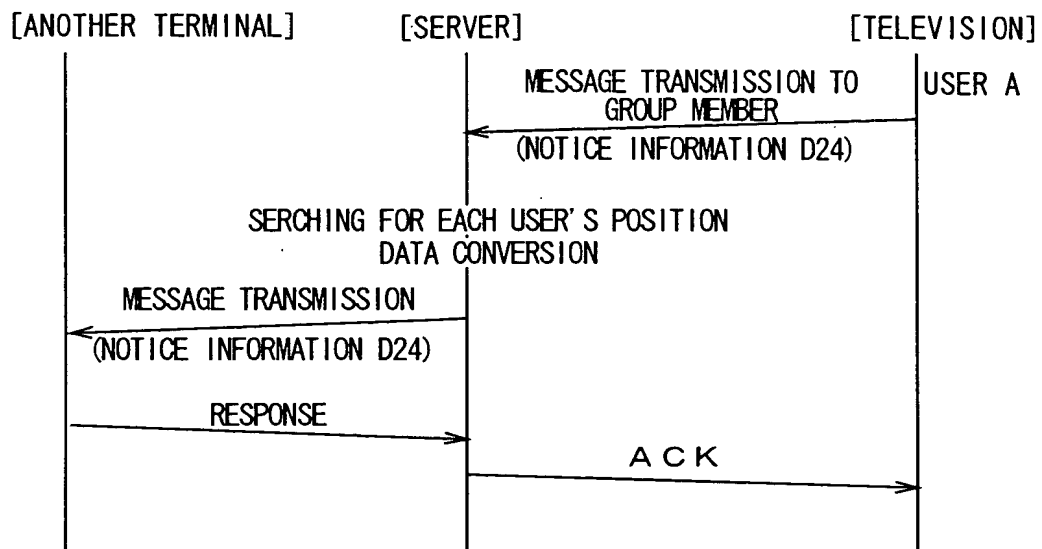 [ANOTHER TERMINAL] [SERVER] [TELEVISION]
USER A
MESSAGE TRANSMISSION TO
GROUP MEMBER
(NOTICE INFORMATION D24)
SERCHING FOR EACH USER'S POSITION
DATA CONVERSION
MESSAGE TRANSMISSION
(NOTICE INFORMATION D24)
RESPONSE
ACK